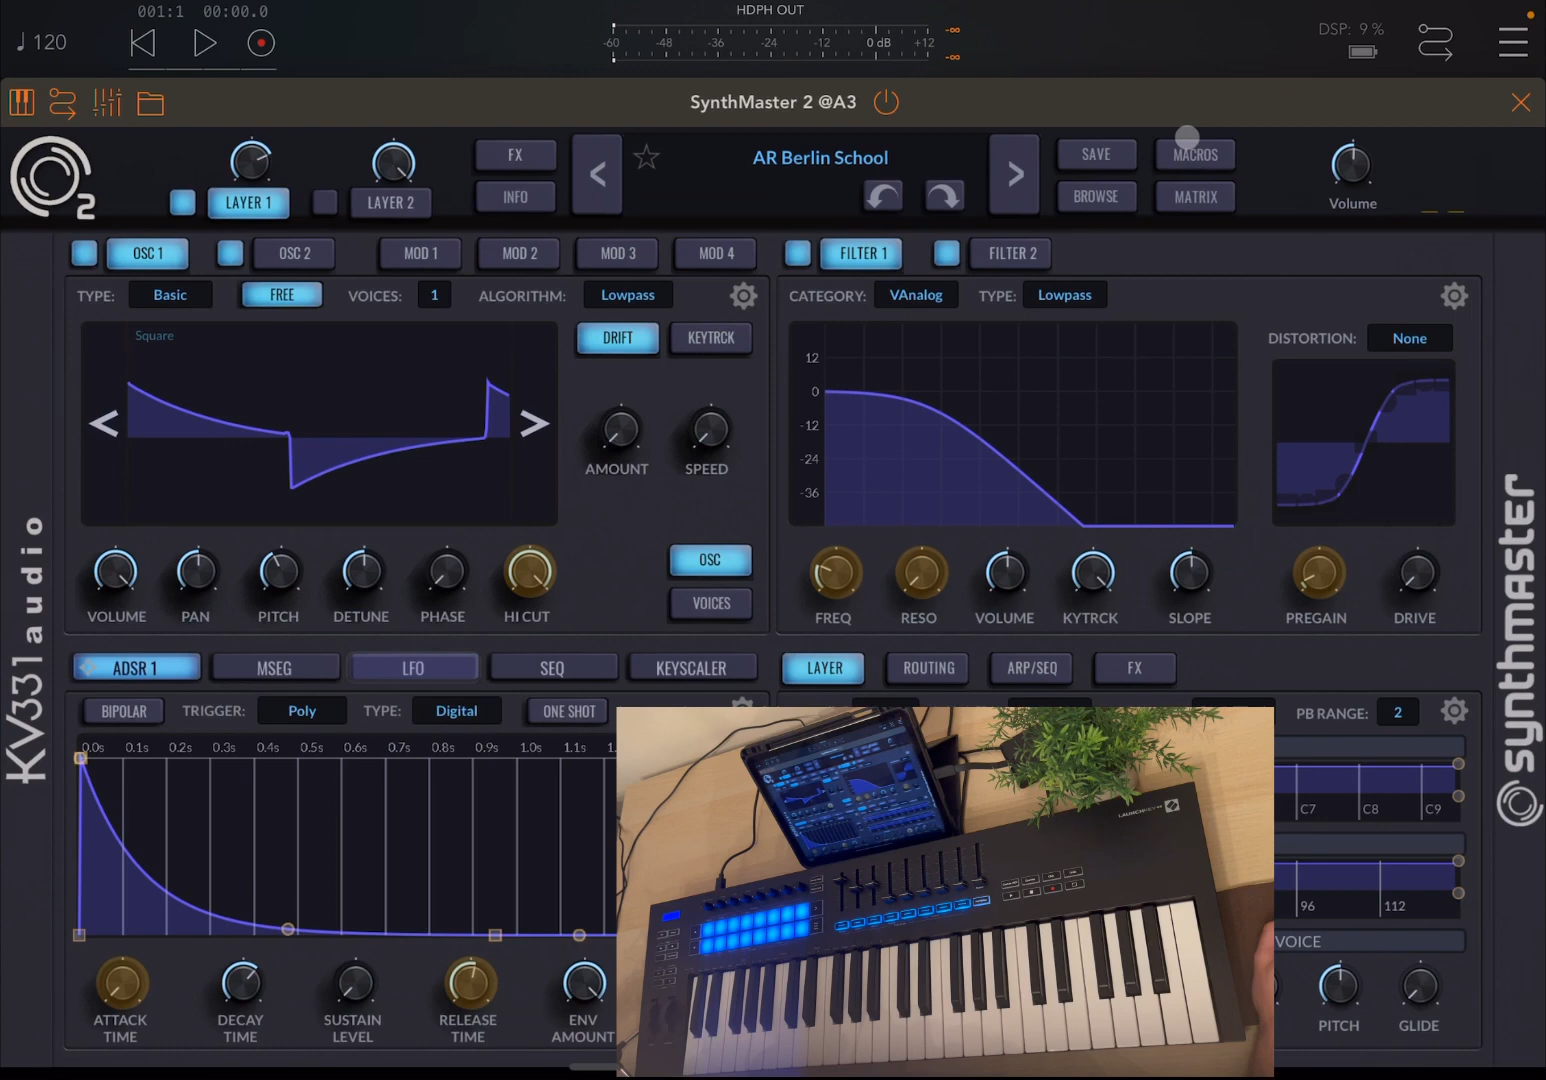 001:1 00:00.0
HDPH OUT
120
-60 -48 -36 -24 -12 0 dB +12
-∞
-∞
DSP: 9 %
SynthMaster 2 @A3
2
LAYER 1
LAYER 2
FX
INFO
<
AR Berlin School
>
SAVE
MACROS
BROWSE
MATRIX
Volume
OSC 1
OSC 2
MOD 1
MOD 2
MOD 3
MOD 4
FILTER 1
FILTER 2
TYPE: Basic
FREE
VOICES: 1
ALGORITHM: Lowpass
CATEGORY: VAnalog
TYPE: Lowpass
Square
DRIFT
KEYTRCK
AMOUNT
SPEED
12
0
-12
-24
-36
DISTORTION: None
OSC
VOICES
VOLUME
PAN
PITCH
DETUNE
PHASE
HI CUT
FREQ
RESO
VOLUME
KYTRCK
SLOPE
PREGAIN
DRIVE
ADSR 1
MSEG
LFO
SEQ
KEYSCALER
LAYER
ROUTING
ARP/SEQ
FX
BIPOLAR
TRIGGER: Poly
TYPE: Digital
ONE SHOT
PB RANGE: 2
0.0s 0.1s 0.2s 0.3s 0.4s 0.5s 0.6s 0.7s 0.8s 0.9s 1.0s 1.1s 1.
C7 C8 C9
96 112
VOICE
ATTACK TIME
DECAY TIME
SUSTAIN LEVEL
RELEASE TIME
ENV AMOUNT
PITCH
GLIDE
LAUNCHKEY
KV331audio
synthmaster